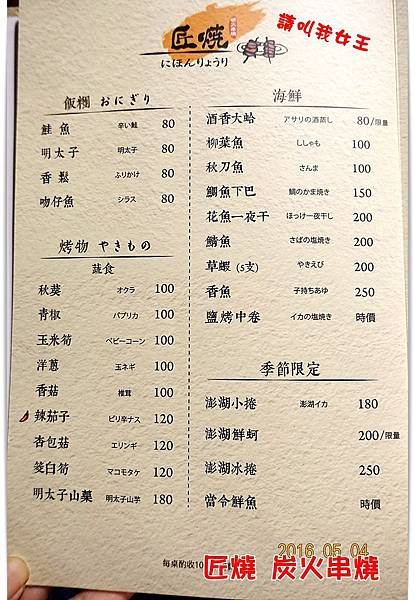 匠燒
にほんりょうり
請叫我女王
飯糰 おにぎり
鮭魚 辛い鮭 80
明太子 明太子 80
香鬆 ふりかけ 80
吻仔魚 シラス 80
烤物 やきもの
蔬食
秋葵 オクラ 100
青椒 パプリカ 100
玉米筍 ベビーコーン 100
洋蔥 玉ネギ 100
香菇 椎茸 100
辣茄子 ピリ辛ナス 120
杏包菇 エリンギ 120
茭白筍 マコモタケ 120
明太子山藥 明太子山芋 180
海鮮
酒香大蛤 アサリの酒蒸し 80/限量
柳葉魚 ししゃも 100
秋刀魚 さんま 100
鯛魚下巴 鯛のかま焼き 150
花魚一夜干 ほっけ一夜干し 200
鯖魚 さばの塩焼き 200
草蝦 (5支) やきえび 200
香魚 子持ちあゆ 250
鹽烤中卷 イカの塩焼き 時價
季節限定
澎湖小捲 澎湖イカ 180
澎湖鮮蚵 200/限量
澎湖冰捲 250
當令鮮魚 時價
每桌酌收10
2016 05 04
匠燒 炭火串燒